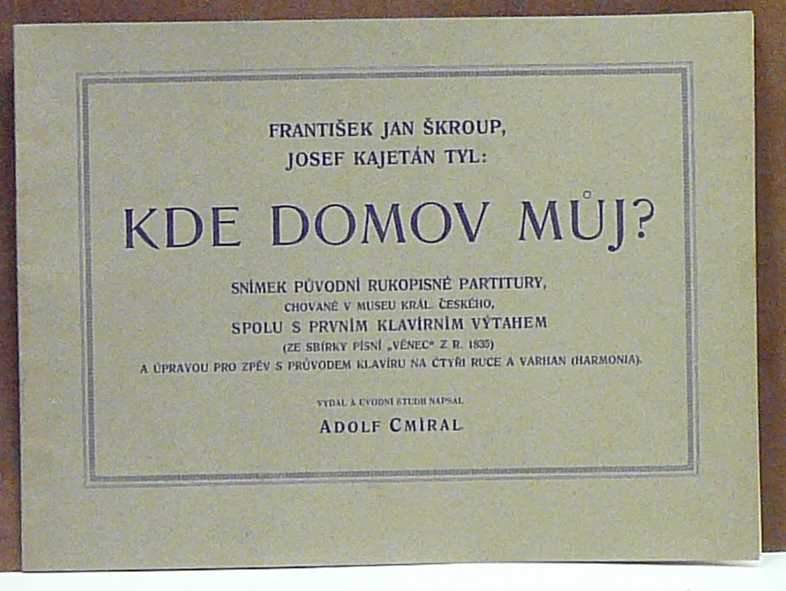 FRANTIŠEK JAN ŠKROUP,
JOSEF KAJETÁN TYL:
KDE DOMOV MŮJ?
SNÍMEK PŮVODNÍ RUKOPISNÉ PARTITURY,
CHOVANÉ V MUSEU KRÁL. ČESKÉHO,
SPOLU S PRVNÍM KLAVÍRNÍM VÝTAHEM
(ZE SBÍRKY PÍSNÍ „VĚNEC“ Z R. 1835)
A ÚPRAVOU PRO ZPĚV S PRŮVODEM KLAVÍRU NA ČTYŘI RUCE A VARHAN (HARMONIA).
VYDAL A ÚVODNÍ STUDII NAPSAL
ADOLF CMÍRAL